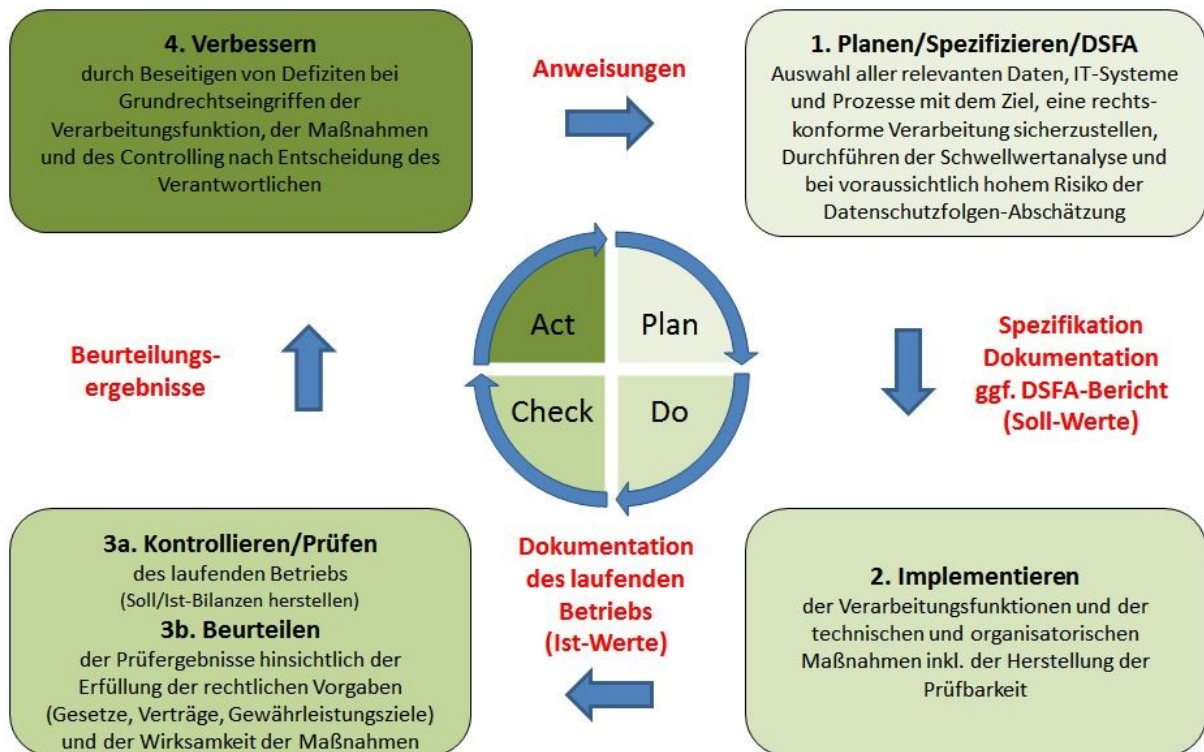 4. Verbessern
durch Beseitigen von Defiziten bei
Grundrechtseingriffen der
Verarbeitungsfunktion, der Maßnahmen
und des Controlling nach Entscheidung des
Verantwortlichen
Anweisungen
1. Planen/Spezifizieren/DSFA
Auswahl aller relevanten Daten, IT-Systeme
und Prozesse mit dem Ziel, eine rechts-
konforme Verarbeitung sicherzustellen,
Durchführen der Schwellwertanalyse und
bei voraussichtlich hohem Risiko der
Datenschutzfolgen-Abschätzung
Act
Plan
Check
Do
Beurteilungs-
ergebnisse
Spezifikation
Dokumentation
ggf. DSFA-Bericht
(Soll-Werte)
3a. Kontrollieren/Prüfen
des laufenden Betriebs
(Soll/Ist-Bilanzen herstellen)
3b. Beurteilen
der Prüfergebnisse hinsichtlich der
Erfüllung der rechtlichen Vorgaben
(Gesetze, Verträge, Gewährleistungsziele)
und der Wirksamkeit der Maßnahmen
Dokumentation
des laufenden
Betriebs
(Ist-Werte)
2. Implementieren
der Verarbeitungsfunktionen und der
technischen und organisatorischen
Maßnahmen inkl. der Herstellung der
Prüfbarkeit